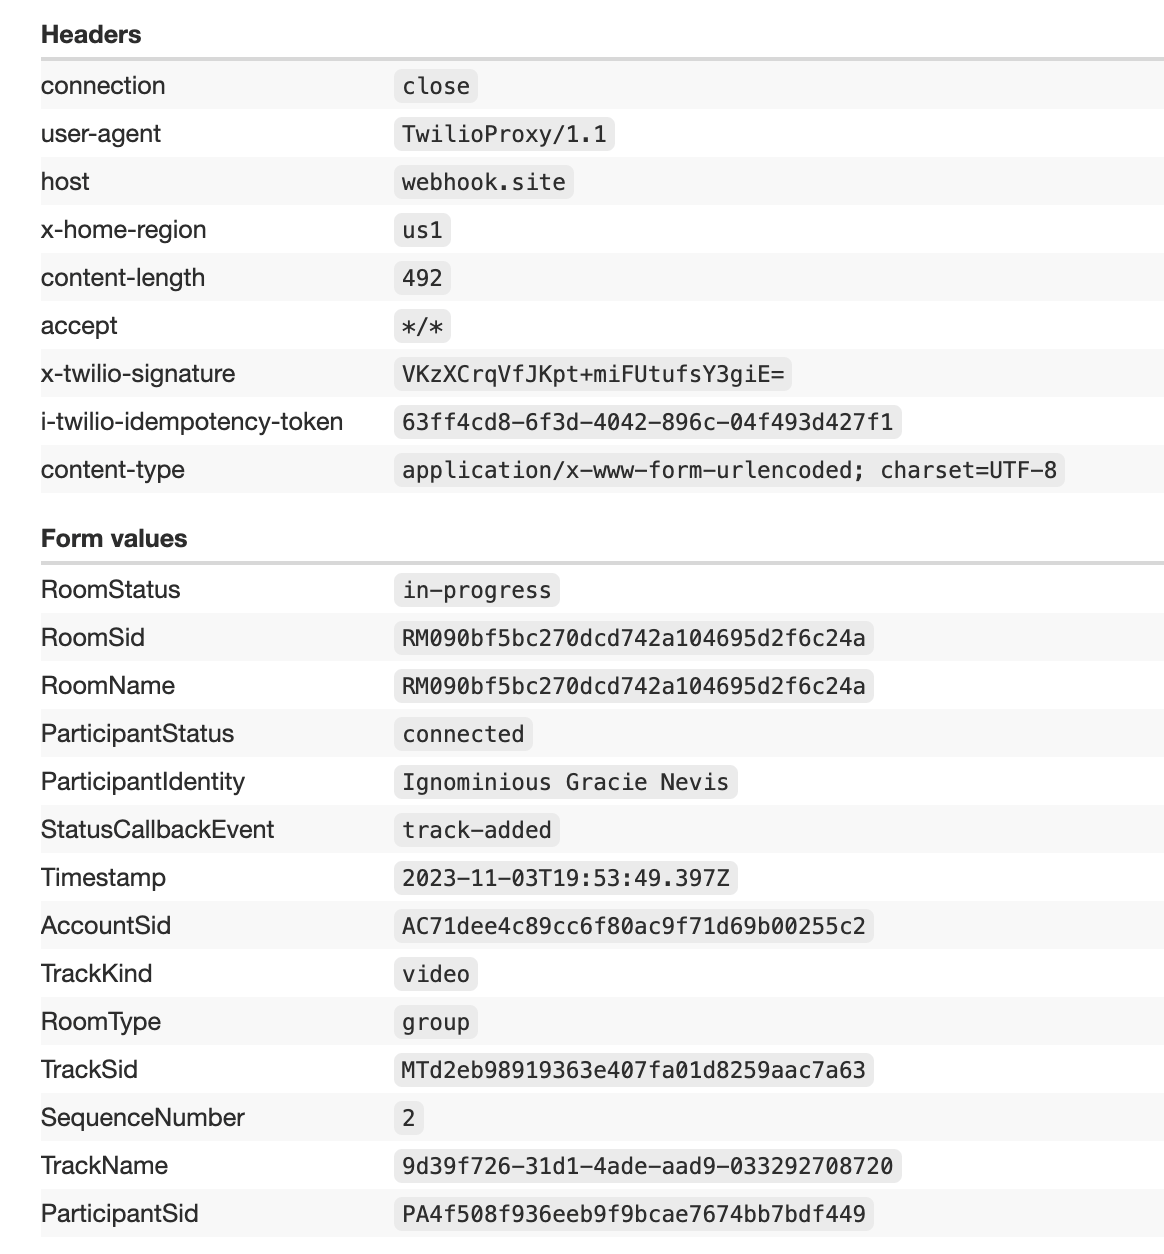 Headers
connection close
user-agent TwilioProxy/1.1
host webhook.site
x-home-region us1
content-length 492
accept */*
x-twilio-signature VKzXCrqVfJKpt+miFUtufsY3giE=
i-twilio-idempotency-token 63ff4cd8-6f3d-4042-896c-04f493d427f1
content-type application/x-www-form-urlencoded; charset=UTF-8
Form values
RoomStatus in-progress
RoomSid RM090bf5bc270dcd742a104695d2f6c24a
RoomName RM090bf5bc270dcd742a104695d2f6c24a
ParticipantStatus connected
ParticipantIdentity Ignominious Gracie Nevis
StatusCallbackEvent track-added
Timestamp 2023-11-03T19:53:49.397Z
AccountSid AC71dee4c89cc6f80ac9f71d69b00255c2
TrackKind video
RoomType group
TrackSid MTd2eb98919363e407fa01d8259aac7a63
SequenceNumber 2
TrackName 9d39f726-31d1-4ade-aad9-033292708720
ParticipantSid PA4f508f936eeb9f9bcae7674bb7bdf449